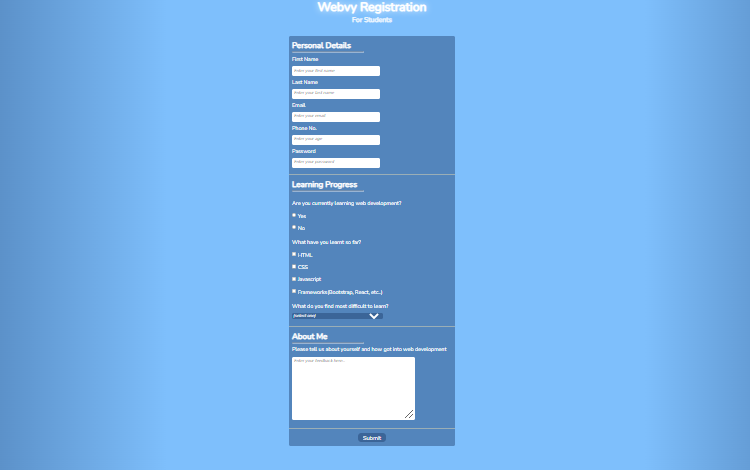 Webvy Registration
For Students
Personal Details
First Name
Enter your first name
Last Name
Enter your last name
Email
Enter your email
Phone No.
Enter your age
Password
Enter your password
Learning Progress
Are you currently learning web development?
Yes
No
What have you learnt so far?
HTML
CSS
Javascript
Frameworks(Bootstrap, React, etc..)
What do you find most difficult to learn?
(select one)
About Me
Please tell us about yourself and how got into web development
Enter your feedback here..
Submit